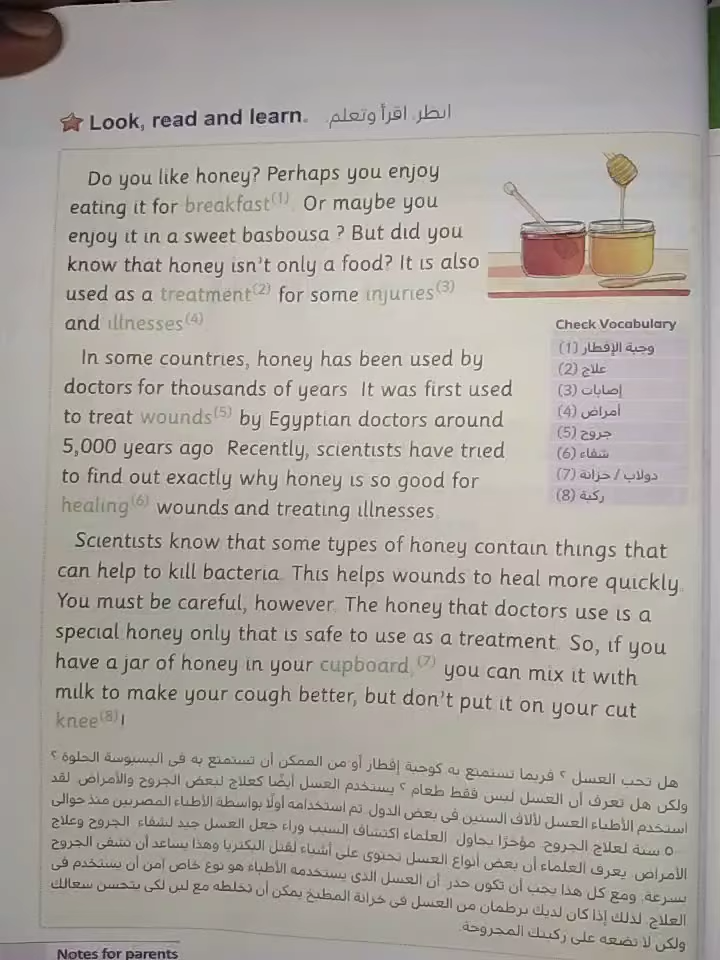 Look, read and learn. انظر. اقرأ وتعلم.
Do you like honey? Perhaps you enjoy
eating it for breakfast(1). Or maybe you
enjoy it in a sweet basbousa ? But did you
know that honey isn't only a food? It is also
used as a treatment(2) for some injuries(3)
and illnesses(4)
In some countries, honey has been used by
doctors for thousands of years It was first used
to treat wounds(5) by Egyptian doctors around
5,000 years ago Recently, scientists have tried
to find out exactly why honey is so good for
healing(6) wounds and treating illnesses
Check Vocabulary
(1) وجبة الإفطار
(2) علاج
(3) إصابات
(4) أمراض
(5) جروح
(6) شفاء
(7) دولاب / خزانة
(8) ركبة
Scientists know that some types of honey contain things that
can help to kill bacteria. This helps wounds to heal more quickly.
You must be careful, however. The honey that doctors use is a
special honey only that is safe to use as a treatment. So, if you
have a jar of honey in your cupboard,(7) you can mix it with
milk to make your cough better, but don't put it on your cut
knee(8)!
هل تحب العسل ؟ فربما تستمتع به كوجبة إفطار أو من الممكن أن تستمتع به في البسبوسة الحلوة ؟
ولكن هل تعرف أن العسل ليس فقط طعام ؟ يستخدم العسل أيضًا كعلاج لبعض الجروح والأمراض. لقد
استخدم الأطباء العسل لآلاف السنين في بعض الدول. تم استخدامه أولًا بواسطة الأطباء المصريين منذ حوالى
٥٠٠٠ سنة لعلاج الجروح. مؤخرًا يحاول العلماء اكتشاف السبب وراء جعل العسل جيد لشفاء الجروح وعلاج
الأمراض. يعرف العلماء أن بعض أنواع العسل تحتوى على أشياء لقتل البكتريا وهذا يساعد أن تشفى الجروح
بسرعة. ومع كل هذا يجب أن تكون حذر. أن العسل الذى يستخدمه الأطباء هو نوع خاص آمن أن يستخدم في
العلاج. لذلك إذا كان لديك برطمان من العسل في خزانة المطبخ يمكن أن تخلطه مع لبن لكى يتحسن سعالك
ولكن لا تضعه على ركبتك المجروحة.
Notes for parents